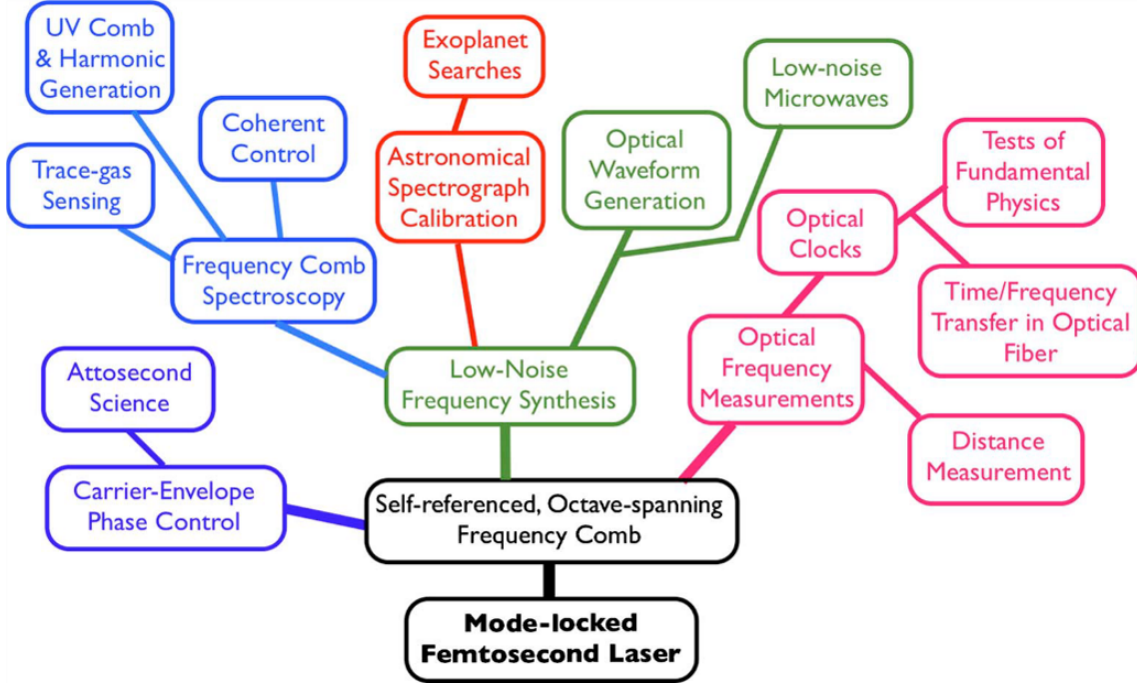 UV Comb
& Harmonic
Generation
Exoplanet
Searches
Low-noise
Microwaves
Coherent
Control
Optical
Waveform
Generation
Tests of
Fundamental
Physics
Trace-gas
Sensing
Astronomical
Spectrograph
Calibration
Optical
Clocks
Frequency Comb
Spectroscopy
Time/Frequency
Transfer in Optical
Fiber
Optical
Frequency
Measurements
Attosecond
Science
Low-Noise
Frequency Synthesis
Distance
Measurement
Carrier-Envelope
Phase Control
Self-referenced, Octave-spanning
Frequency Comb
Mode-locked
Femtosecond Laser